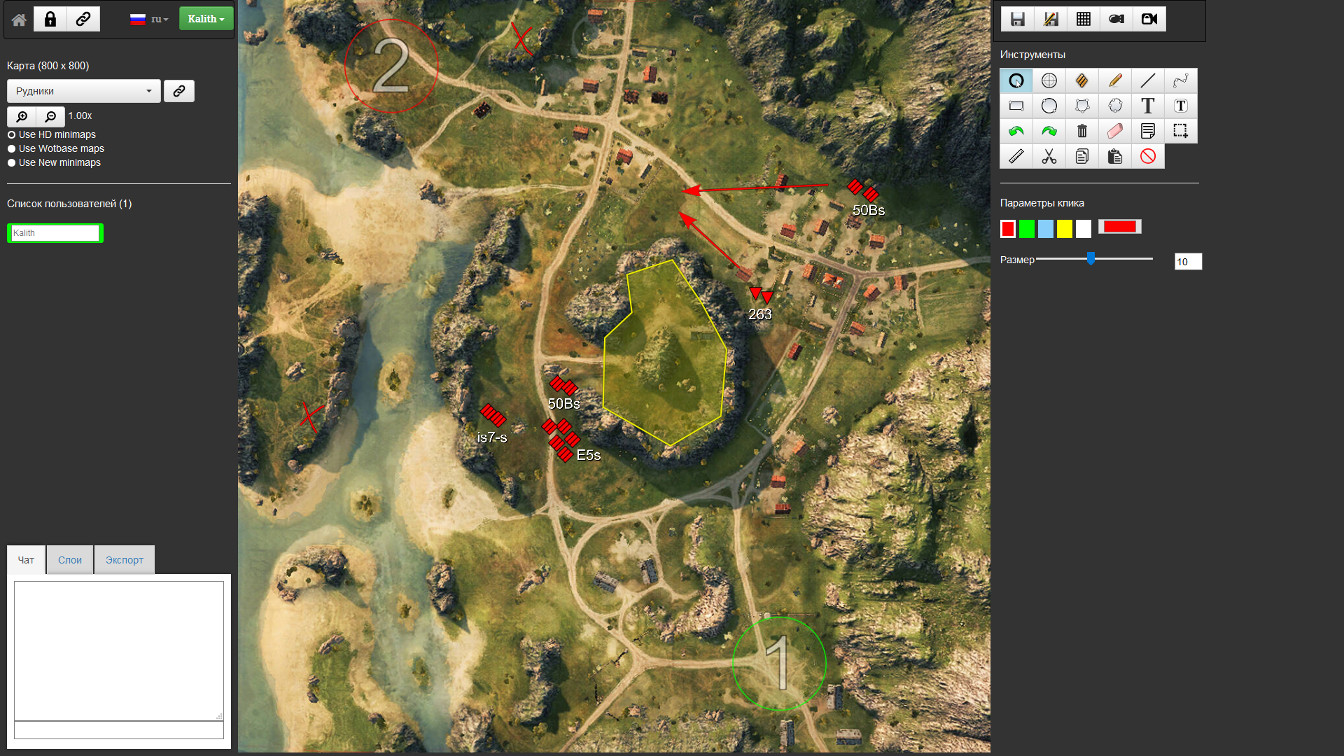 ru
Kalith
Карта (800 x 800)
Рудники
1.00x
Use HD minimaps
Use Wotbase maps
Use New minimaps
Список пользователей (1)
Kalith
Чат
Слои
Экспорт
2
50Bs
263
50Bs
is7-s
E5s
1
Инструменты
T
T
Параметры кпика
Размер
10